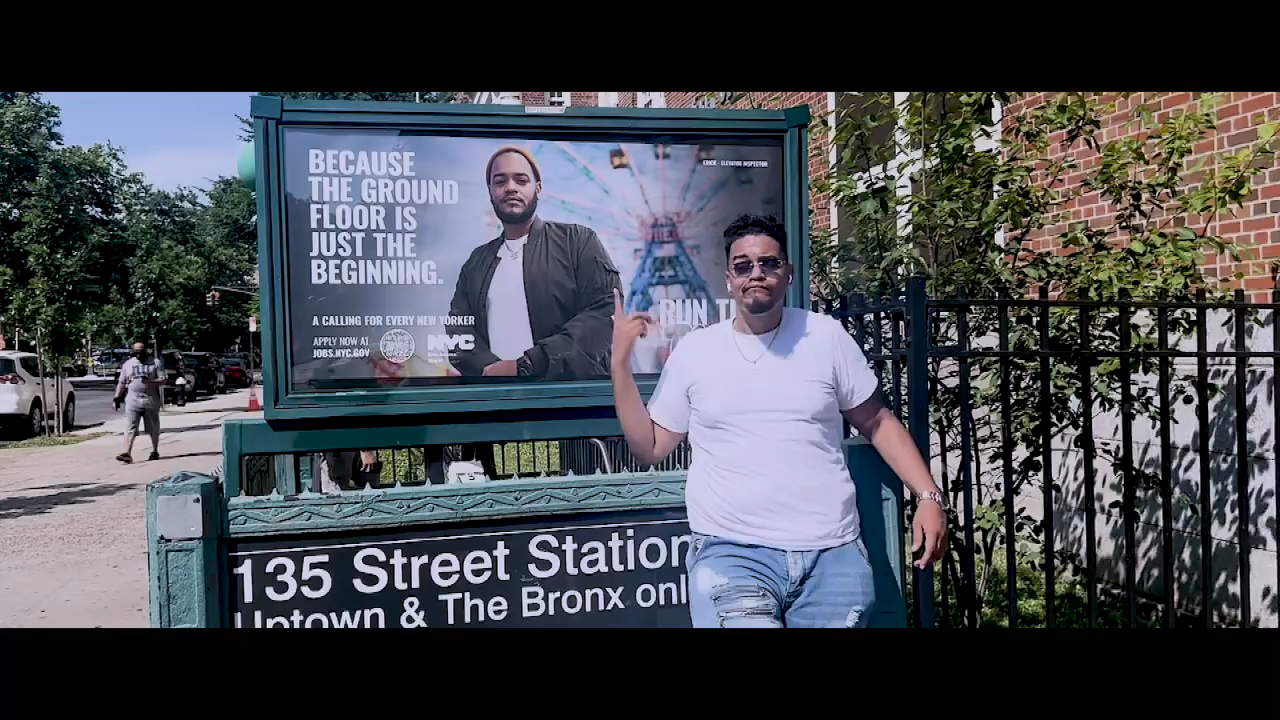 BECAUSE
THE GROUND
FLOOR IS
JUST THE
BEGINNING.
A CALLING FOR EVERY NEW YORKER
APPLY NOW AT
JOBS.NYC.GOV
NYC
ERICK - ELEVATOR INSPECTOR
RUN T
135 Street Station
Uptown & The Bronx onl